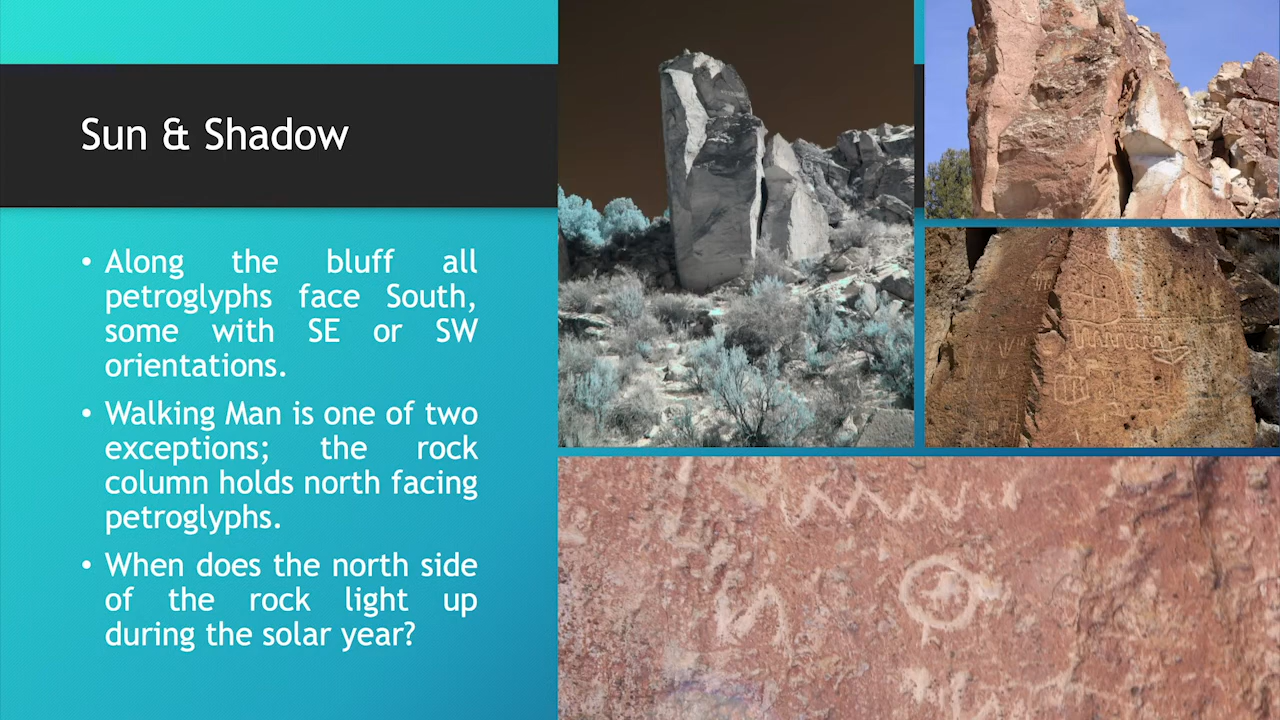 Sun & Shadow
• Along the bluff all
petroglyphs face South,
some with SE or SW
orientations.
• Walking Man is one of two
exceptions; the rock
column holds north facing
petroglyphs.
• When does the north side
of the rock light up
during the solar year?